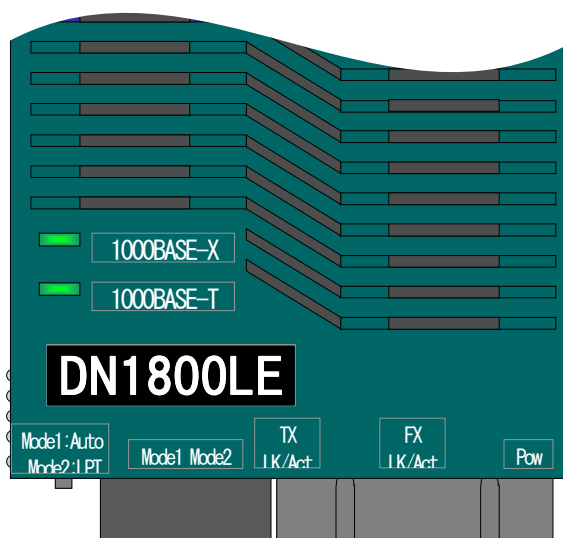 1000BASE-X
1000BASE-T
DN1800LE
Mode1:Auto
Mode2:LPT
Mode1 Mode2
TX
LK/Act
FX
LK/Act
Pow